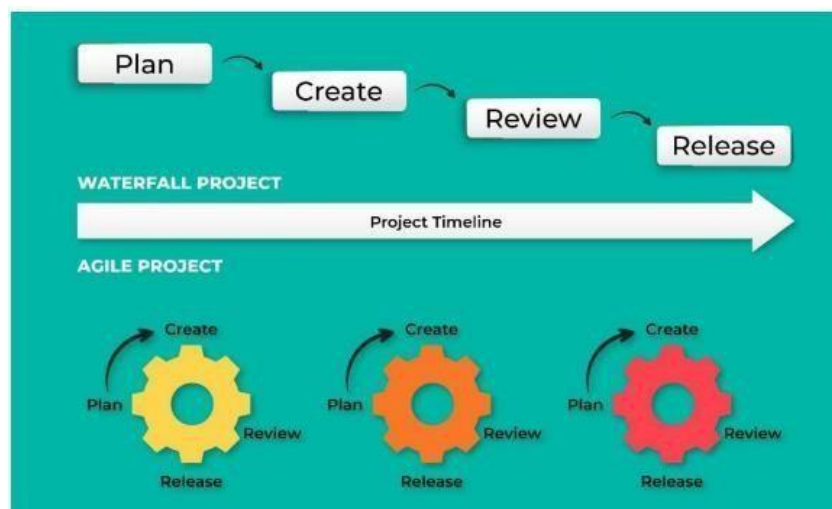 Plan
Create
Review
Release
WATERFALL PROJECT
Project Timeline
AGILE PROJECT
Create
Plan
Review
Release
Create
Plan
Review
Release
Create
Plan
Review
Release